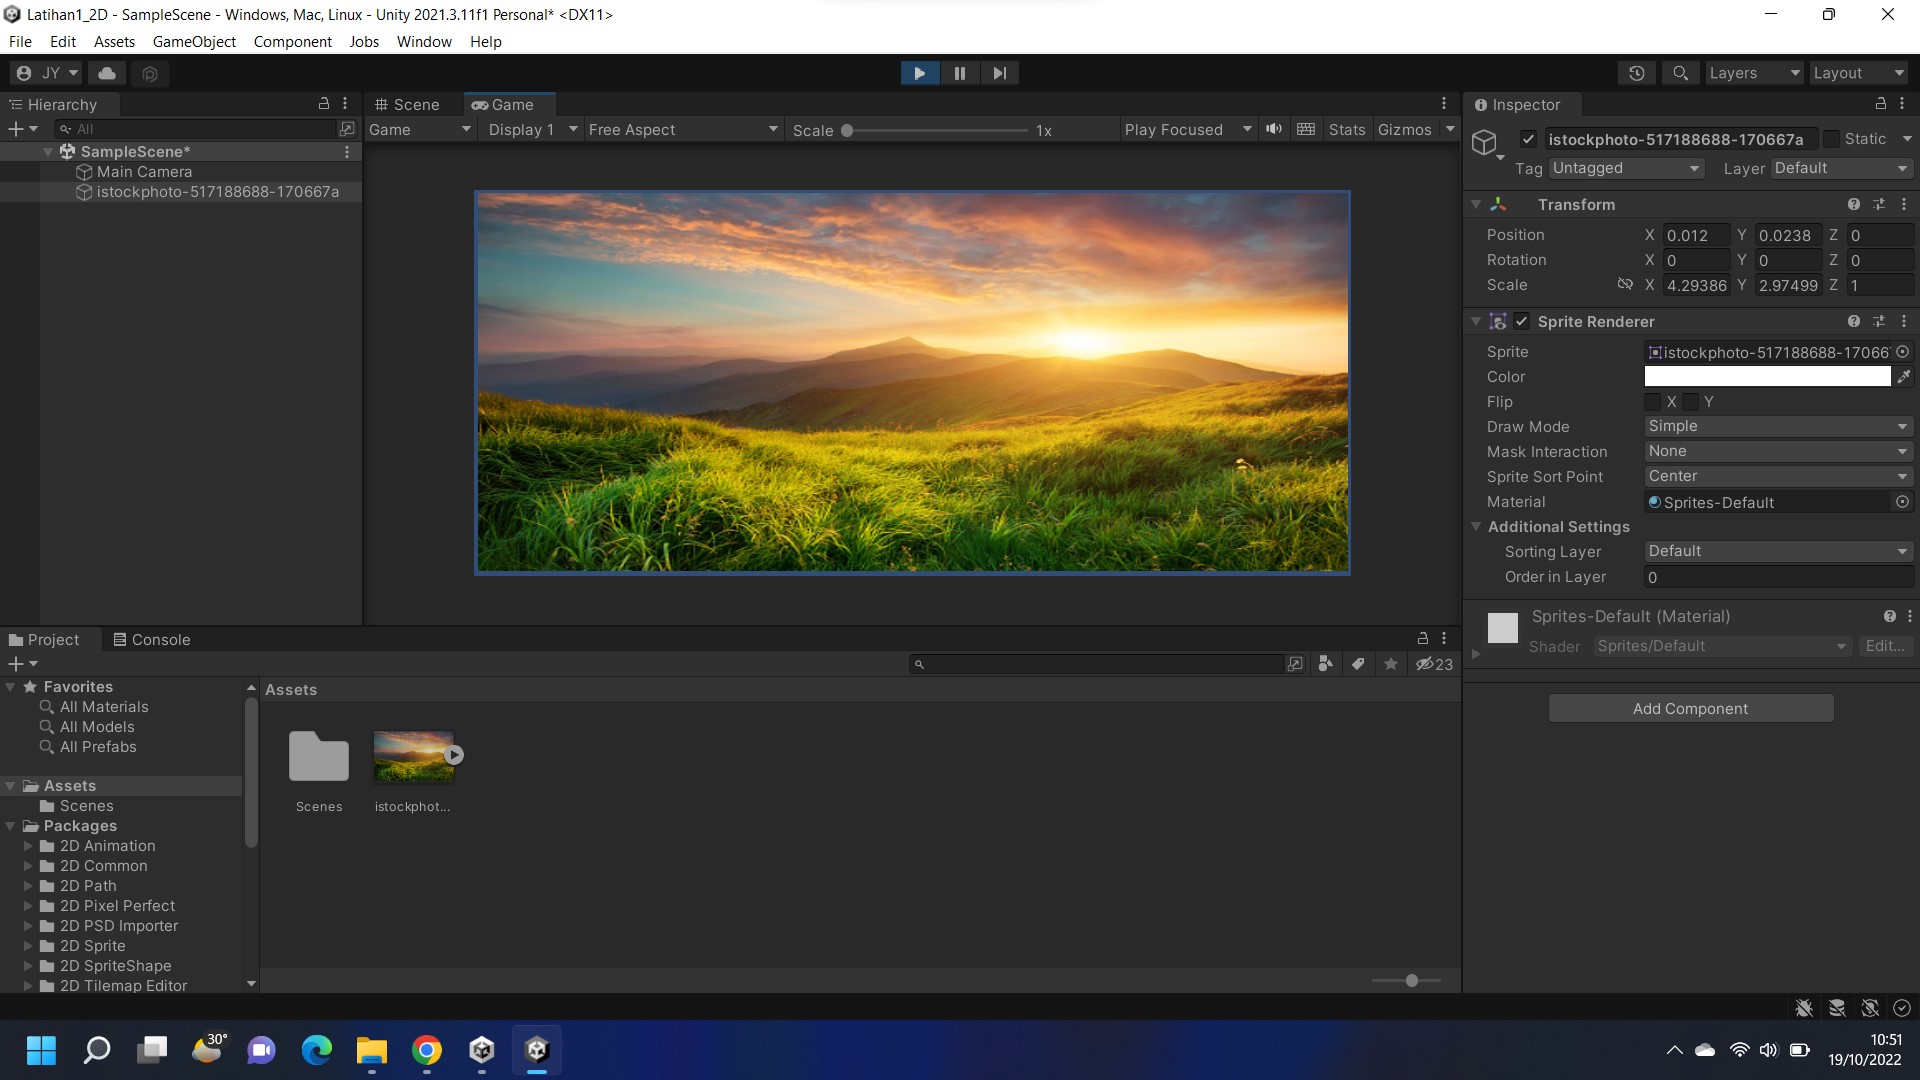 Latihan1_2D - SampleScene - Windows, Mac, Linux - Unity 2021.3.11f1 Personal* <DX11>
File Edit Assets GameObject Component Jobs Window Help
JY Layers Layout
Hierarchy
All
SampleScene*
Main Camera
istockphoto-517188688-170667a
Scene Game
Game Display 1 Free Aspect Scale 1x Play Focused Stats Gizmos
Inspector
istockphoto-517188688-170667a Static
Tag Untagged Layer Default
Transform
Position X 0.012 Y 0.0238 Z 0
Rotation X 0 Y 0 Z 0
Scale X 4.29386 Y 2.97499 Z 1
Sprite Renderer
Sprite istockphoto-517188688-17066
Color
Flip X Y
Draw Mode Simple
Mask Interaction None
Sprite Sort Point Center
Material Sprites-Default
Additional Settings
Sorting Layer Default
Order in Layer 0
Sprites-Default (Material)
Shader Sprites/Default Edit...
Add Component
Project Console
23
Favorites
All Materials
All Models
All Prefabs
Assets
Scenes
Packages
2D Animation
2D Common
2D Path
2D Pixel Perfect
2D PSD Importer
2D Sprite
2D SpriteShape
2D Tilemap Editor
Assets
Scenes istockphot...
30°
10:51
19/10/2022